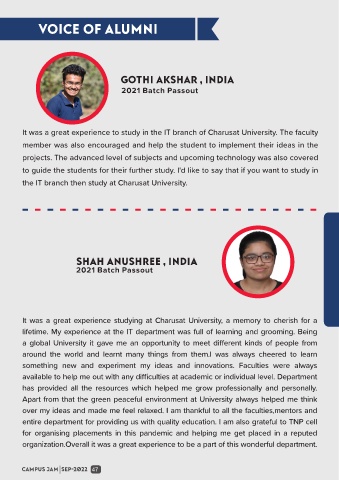 VOICE OF ALUMNI
GOTHI AKSHAR , INDIA
2021 Batch Passout
It was a great experience to study in the IT branch of Charusat University. The faculty
member was also encouraged and help the student to implement their ideas in the
projects. The advanced level of subjects and upcoming technology was also covered
to guide the students for their further study. I'd like to say that if you want to study in
the IT branch then study at Charusat University.
SHAH ANUSHREE , INDIA
2021 Batch Passout
It was a great experience studying at Charusat University, a memory to cherish for a
lifetime. My experience at the IT department was full of learning and grooming. Being
a global University it gave me an opportunity to meet different kinds of people from
around the world and learnt many things from them.I was always cheered to learn
something new and experiment my ideas and innovations. Faculties were always
available to help me out with any difficulties at academic or individual level. Department
has provided all the resources which helped me grow professionally and personally.
Apart from that the green peaceful environment at University always helped me think
over my ideas and made me feel relaxed. I am thankful to all the faculties,mentors and
entire department for providing us with quality education. I am also grateful to TNP cell
for organising placements in this pandemic and helping me get placed in a reputed
organization.Overall it was a great experience to be a part of this wonderful department.
CAMPUS JAM|SEP-2022 47